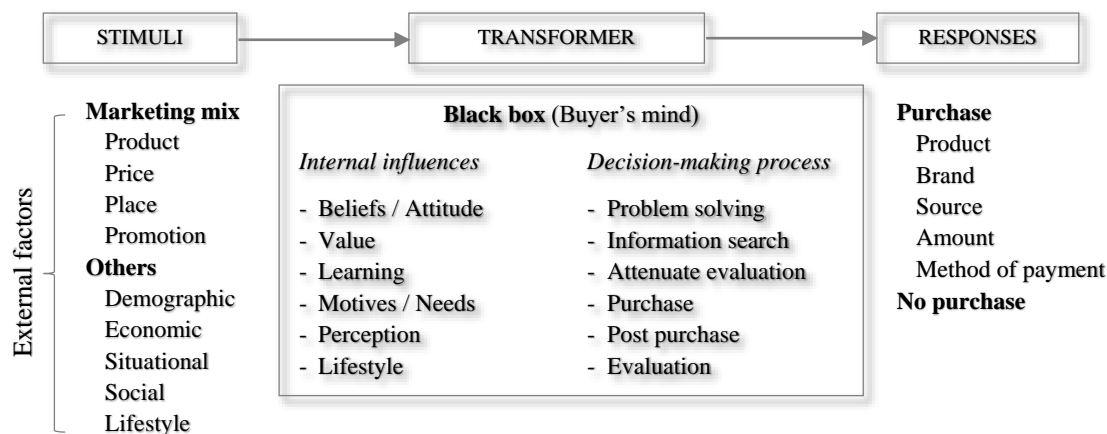 STIMULI
TRANSFORMER
RESPONSES
External factors
Marketing mix
Product
Price
Place
Promotion
Others
Demographic
Economic
Situational
Social
Lifestyle
Black box (Buyer's mind)
Internal influences
- Beliefs / Attitude
- Value
- Learning
- Motives / Needs
- Perception
- Lifestyle
Decision-making process
- Problem solving
- Information search
- Attenuate evaluation
- Purchase
- Post purchase
- Evaluation
Purchase
Product
Brand
Source
Amount
Method of payment
No purchase